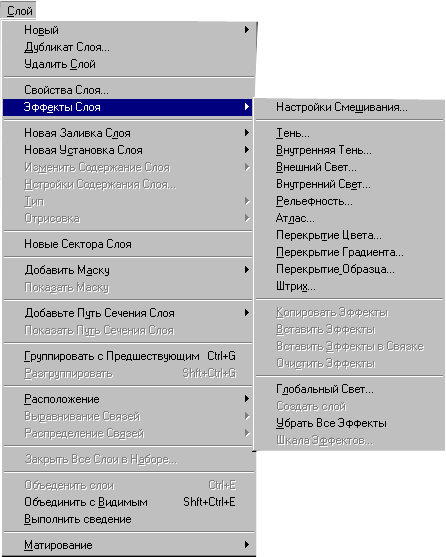 Слой
Новый
Дубликат Слоя...
Удалить Слой
Свойства Слоя...
Эффекты Слоя
Новая Заливка Слоя
Новая Установка Слоя
Изменить Содержание Слоя
Нстройки Содержания Слоя...
Тип
Отрисовка
Новые Сектора Слоя
Добавить Маску
Показать Маску
Добавьте Путь Сечения Слоя
Показать Путь Сечения Слоя
Группировать с Предшествующим Ctrl+G
Разгруппировать Shft+Ctrl+G
Расположение
Выравнивание Связей
Распределение Связей
Закрыть Все Слои в Наборе...
Объеденить слои Ctrl+E
Объединить с Видимым Shft+Ctrl+E
Выполнить сведение
Матирование
Настройки Смешивания...
Тень...
Внутренняя Тень...
Внешний Свет...
Внутренний Свет...
Рельефность...
Атлас...
Перекрытие Цвета...
Перекрытие Градиента...
Перекрытие Образца...
Штрих...
Копировать Эффекты
Вставить Эффекты
Вставить Эффекты в Связке
Очистить Эффекты
Глобальный Свет...
Создать слой
Убрать Все Эффекты
Шкала Эффектов...